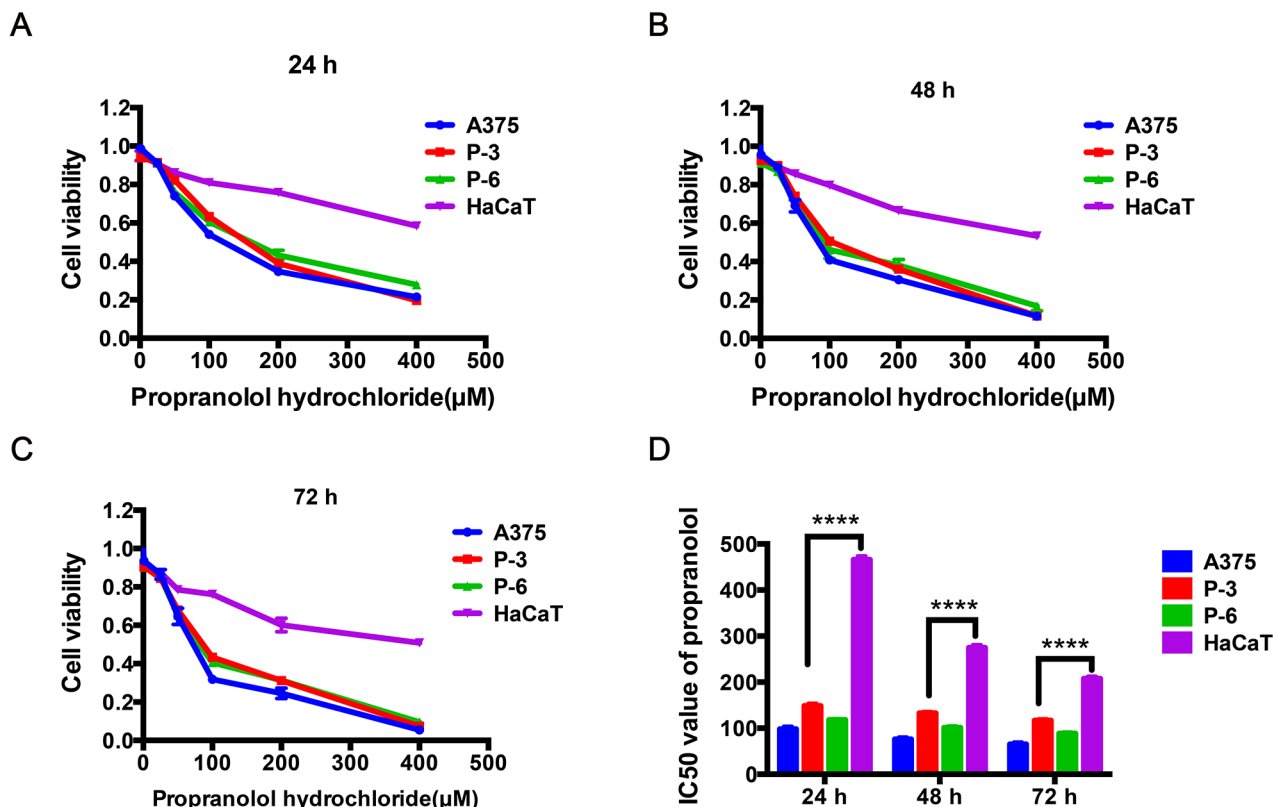 A
24 h
1.2
1.0
0.8
0.6
0.4
0.2
0.0
Cell viability
0 100 200 300 400 500
Propranolol hydrochloride(µM)
A375
P-3
P-6
HaCaT
B
48 h
1.2
1.0
0.8
0.6
0.4
0.2
0.0
Cell viability
0 100 200 300 400 500
Propranolol hydrochloride(µM)
A375
P-3
P-6
HaCaT
C
72 h
1.2
1.0
0.8
0.6
0.4
0.2
0.0
Cell viability
0 100 200 300 400 500
Propranolol hydrochloride(µM)
A375
P-3
P-6
HaCaT
D
500
400
300
200
100
0
IC50 value of propranolol
****
****
****
24 h 48 h 72 h
A375
P-3
P-6
HaCaT